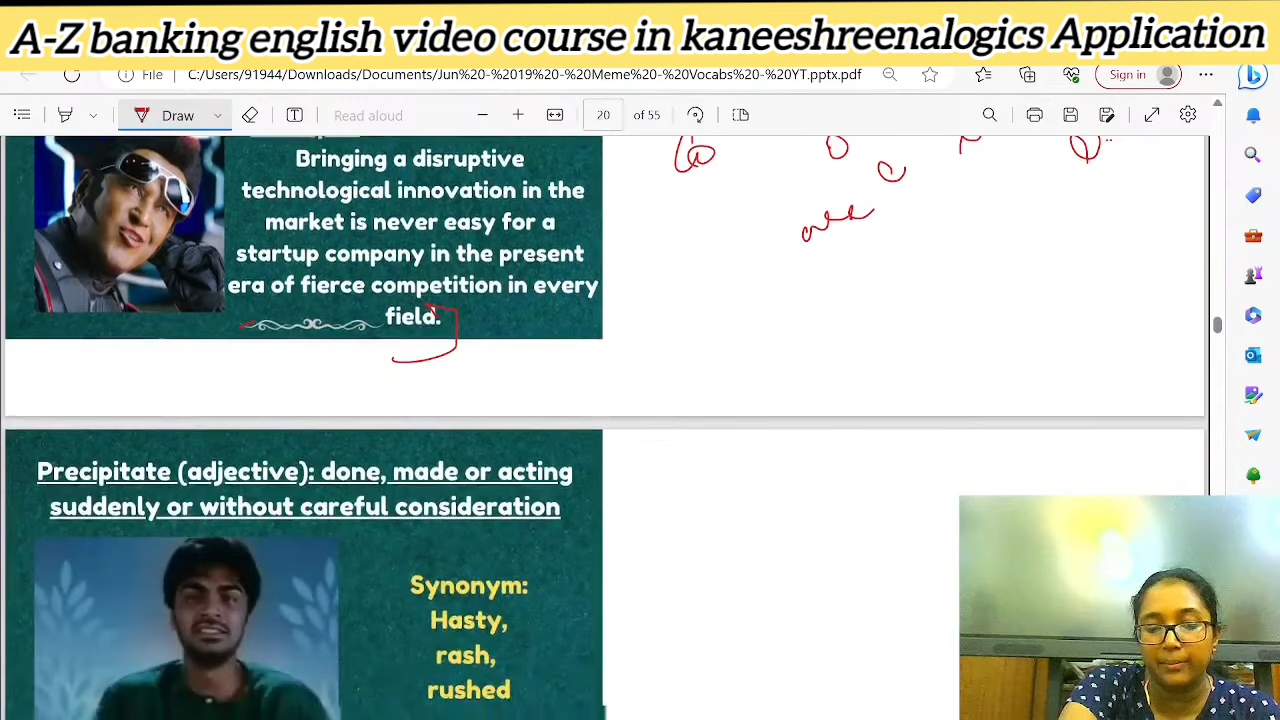 A-Z banking english video course in kaneeshreenalogics Application
File
C:/Users/91944/Downloads/Documents/Jun%20-%2019%20-%20Meme%20-%20Vocabs%20-%20YT.pptx.pdf
Sign in
Draw
Read aloud
20
of 55
Bringing a disruptive
technological innovation in the
market is never easy for a
startup company in the present
era of fierce competition in every
field.
Precipitate (adjective): done, made or acting
suddenly or without careful consideration
Synonym:
Hasty,
rash,
rushed